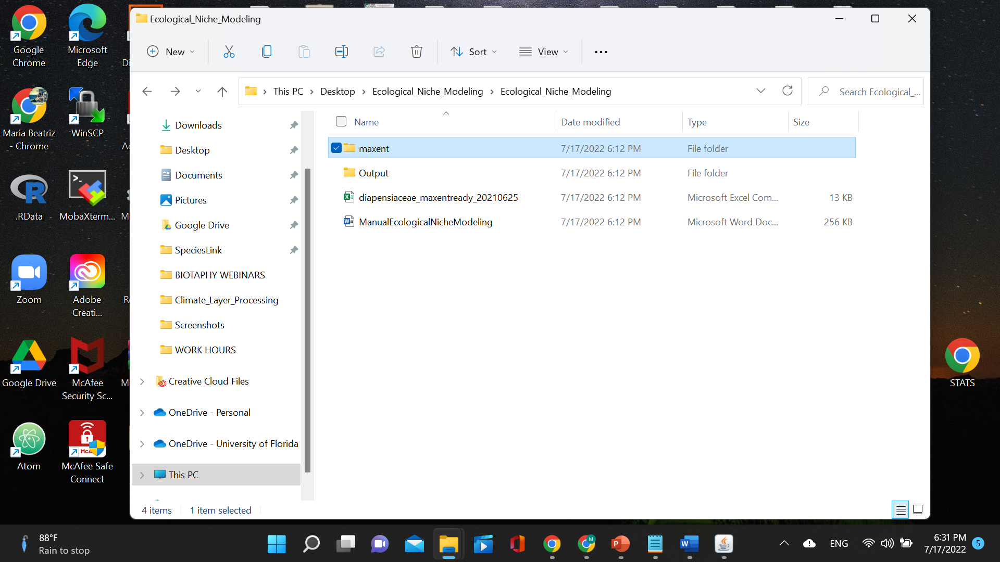 Ecological_Niche_Modeling
New
Sort
View
This PC
Desktop
Ecological_Niche_Modeling
Ecological_Niche_Modeling
Search Ecological_...
Downloads
Desktop
Documents
Pictures
Google Drive
SpeciesLink
BIOTAPHY WEBINARS
Climate_Layer_Processing
Screenshots
WORK HOURS
Creative Cloud Files
OneDrive - Personal
OneDrive - University of Florida
This PC
Name
Date modified
Type
Size
maxent
7/17/2022 6:12 PM
File folder
Output
7/17/2022 6:12 PM
File folder
diapensiaceae_maxentready_20210625
7/17/2022 6:12 PM
Microsoft Excel Com...
13 KB
ManualEcologicalNicheModeling
7/17/2022 6:12 PM
Microsoft Word Doc...
256 KB
4 items
1 item selected
Google
Chrome
Microsoft
Edge
Maria Beatriz
- Chrome
WinSCP
.RData
MobaXterm...
Zoom
Adobe
Creati...
Google Drive
McAfee
Security Sc...
Atom
McAfee Safe
Connect
STATS
88°F
Rain to stop
ENG
6:31 PM
7/17/2022
5